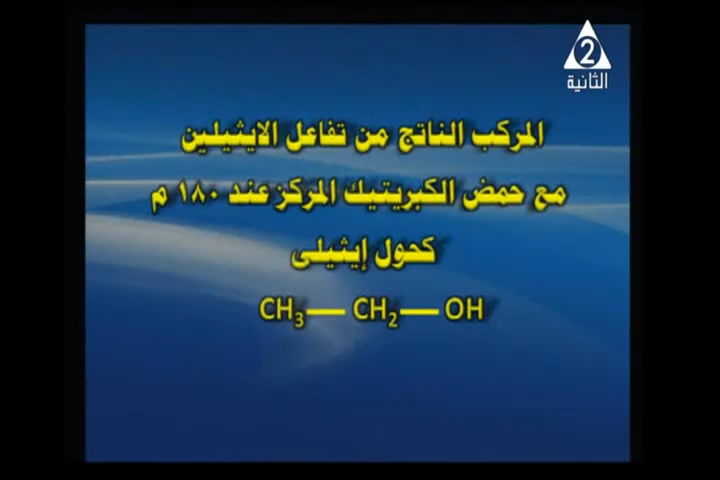 2
الثانية
المركب الناتج من تفاعل الايثيلين
مع حمض الكبريتيك المركز عند ١٨٠ م
كحول إيثيلى
CH₃— CH₂— OH